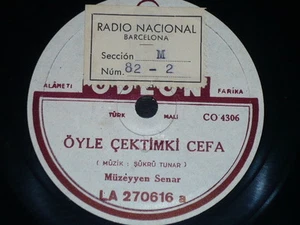 RADIO NACIONAL
BARCELONA
Sección M
Núm. 82-2
ALÂMETİ ODEON FARİKA
TÜRK MALI CO 4306
ÖYLE ÇEKTİMKİ CEFA
( MÜZİK : ŞÜKRÜ TUNAR )
Müzéyyen Senar
LA 270616 a